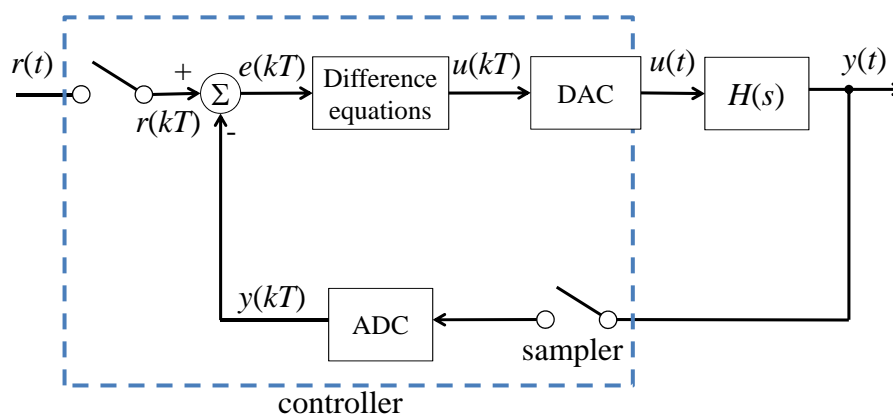 r(t)
+
e(kT)
u(kT)
u(t)
y(t)
Σ
Difference
equations
DAC
H(s)
r(kT)
-
y(kT)
ADC
sampler
controller